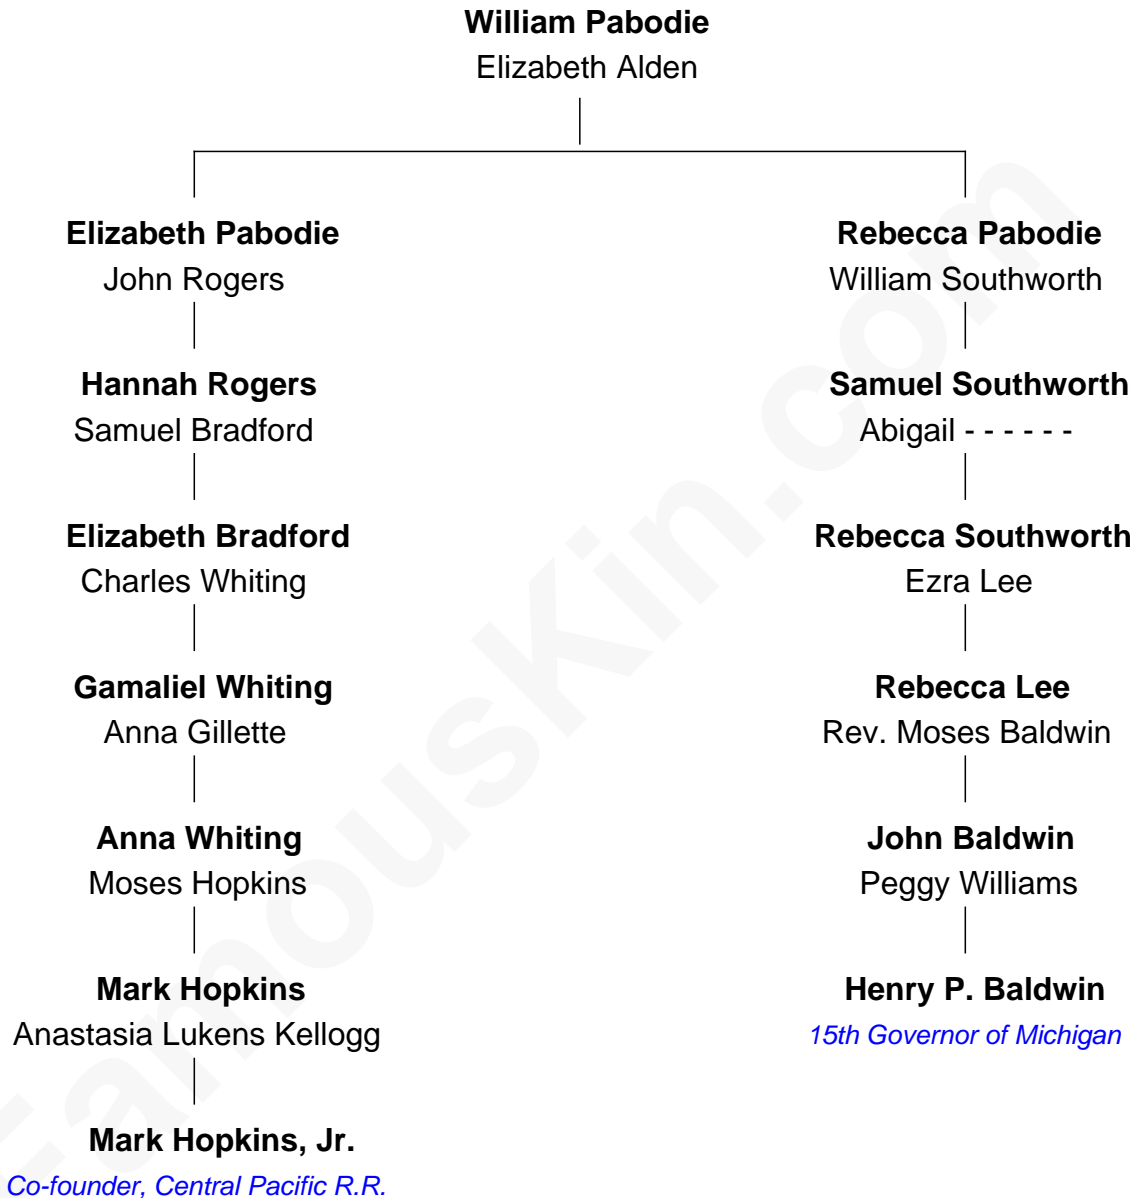 William Pabodie
Elizabeth Alden
Elizabeth Pabodie
John Rogers
Hannah Rogers
Samuel Bradford
Elizabeth Bradford
Charles Whiting
Gamaliel Whiting
Anna Gillette
Anna Whiting
Moses Hopkins
Mark Hopkins
Anastasia Lukens Kellogg
Mark Hopkins, Jr.
Co-founder, Central Pacific R.R.
Rebecca Pabodie
William Southworth
Samuel Southworth
Abigail - - - - - -
Rebecca Southworth
Ezra Lee
Rebecca Lee
Rev. Moses Baldwin
John Baldwin
Peggy Williams
Henry P. Baldwin
15th Governor of Michigan
FamousKin.com